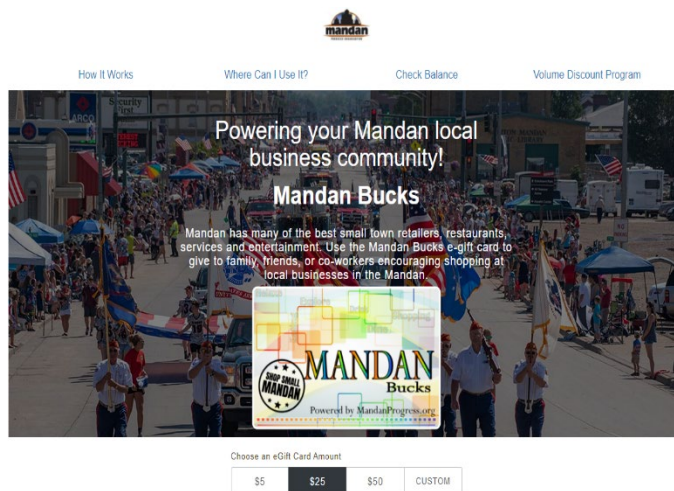 mandan
How It Works
Where Can I Use It?
Check Balance
Volume Discount Program
ARCO
Security
First
Powering your Mandan local
business community!
Mandan Bucks
Mandan has many of the best small town retailers, restaurants,
services and entertainment. Use the Mandan Bucks e-gift card to
give to family, friends, or co-workers encouraging shopping at
local businesses in the Mandan.
SHOP SMALL
MANDAN
MANDAN
Bucks
Powered by MandanProgress.org
Choose an eGift Card Amount
$5
$25
$50
CUSTOM